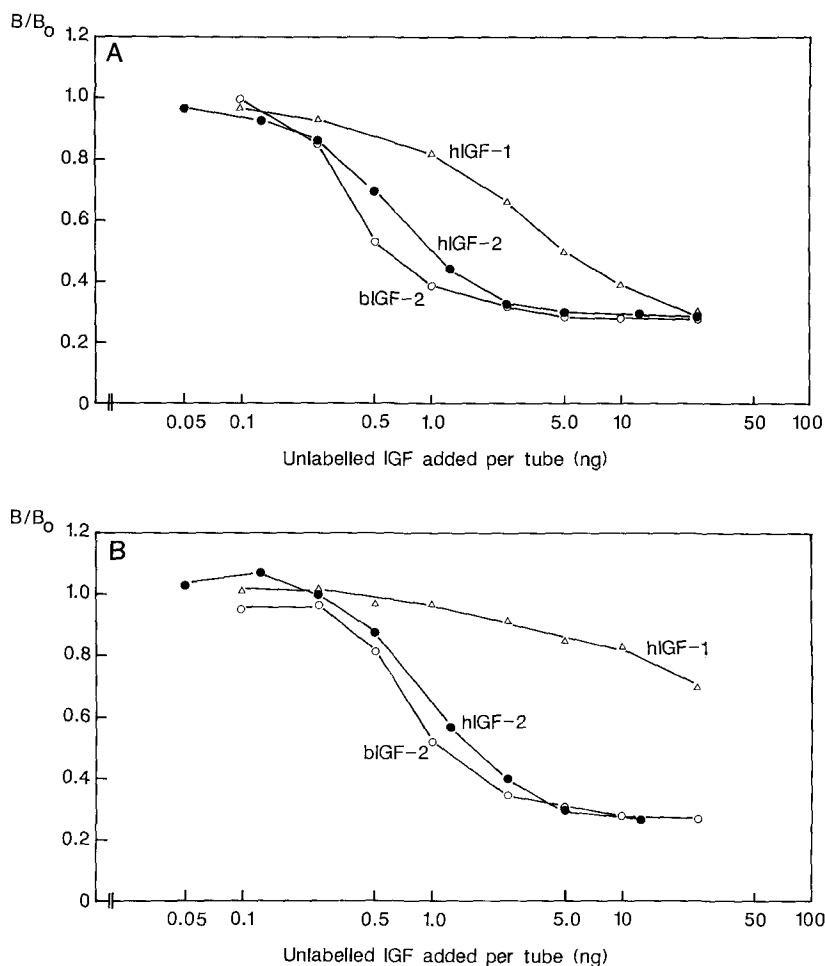 B/Bo
1.2
A
1.0
hIGF-1
0.8
0.6
hIGF-2
0.4
bIGF-2
0.2
0
0.05 0.1 0.5 1.0 5.0 10 50 100
Unlabelled IGF added per tube (ng)
B/Bo
1.2
B
1.0
hIGF-1
0.8
0.6
hIGF-2
bIGF-2
0.4
0.2
0
0.05 0.1 0.5 1.0 5.0 10 50 100
Unlabelled IGF added per tube (ng)